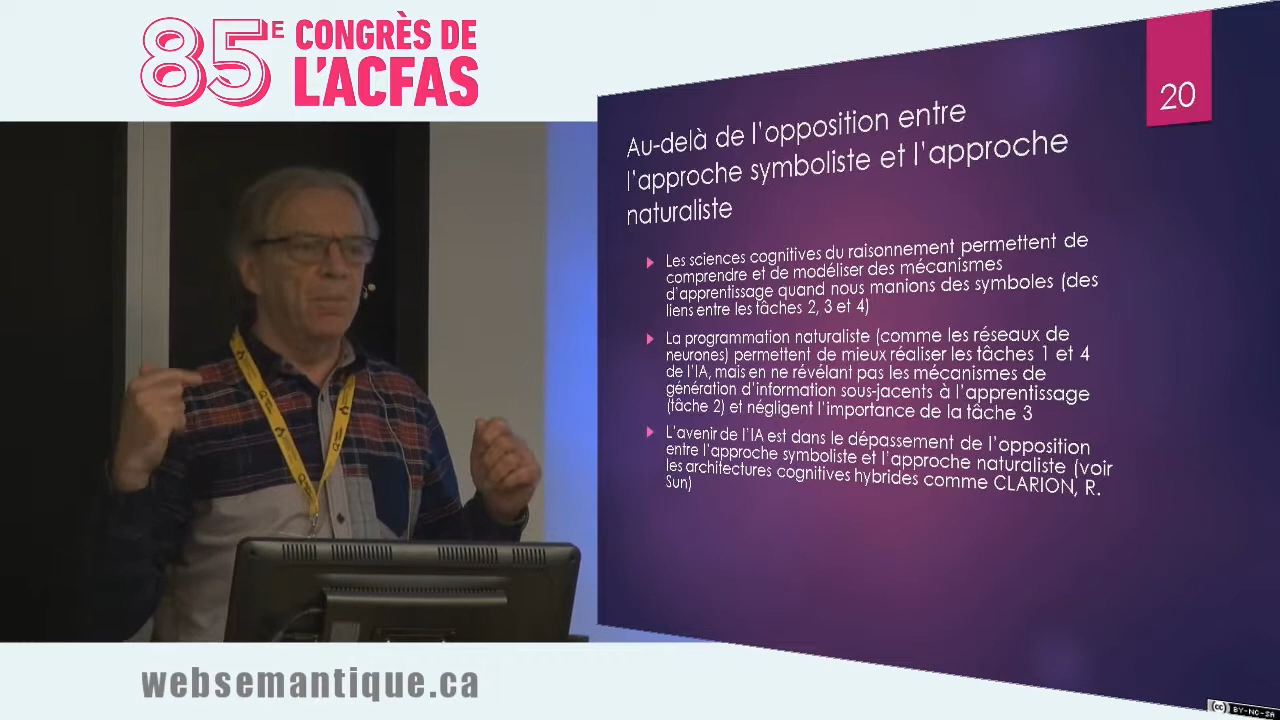 85E CONGRÈS DE
L'ACFAS
20
Au-delà de l'opposition entre
l'approche symboliste et l'approche
naturaliste
Les sciences cognitives du raisonnement permettent de
comprendre et de modéliser des mécanismes
d'apprentissage quand nous manions des symboles (des
liens entre les tâches 2, 3 et 4)
La programmation naturaliste (comme les réseaux de
neurones) permettent de mieux réaliser les tâches 1 et 4
de l'IA, mais en ne révélant pas les mécanismes de
génération d'information sous-jacents à l'apprentissage
(tâche 2) et négligent l'importance de la tâche 3
L'avenir de l'IA est dans le dépassement de l'opposition
entre l'approche symboliste et l'approche naturaliste (voir
les architectures cognitives hybrides comme CLARION, R.
Sun)
websemantique.ca
cc BY-NC-SA